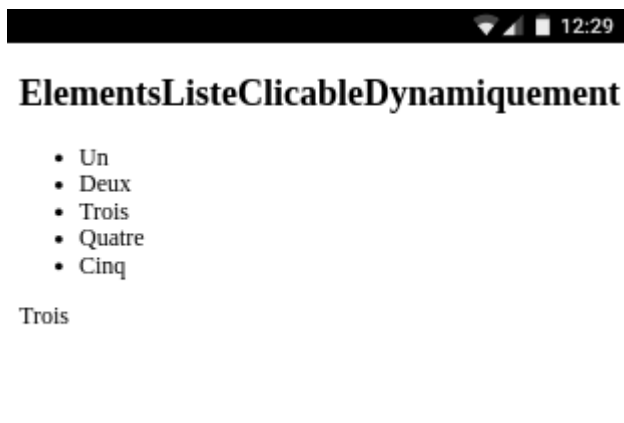 12:29
ElementsListeClicableDynamiquement
• Un
• Deux
• Trois
• Quatre
• Cinq
Trois